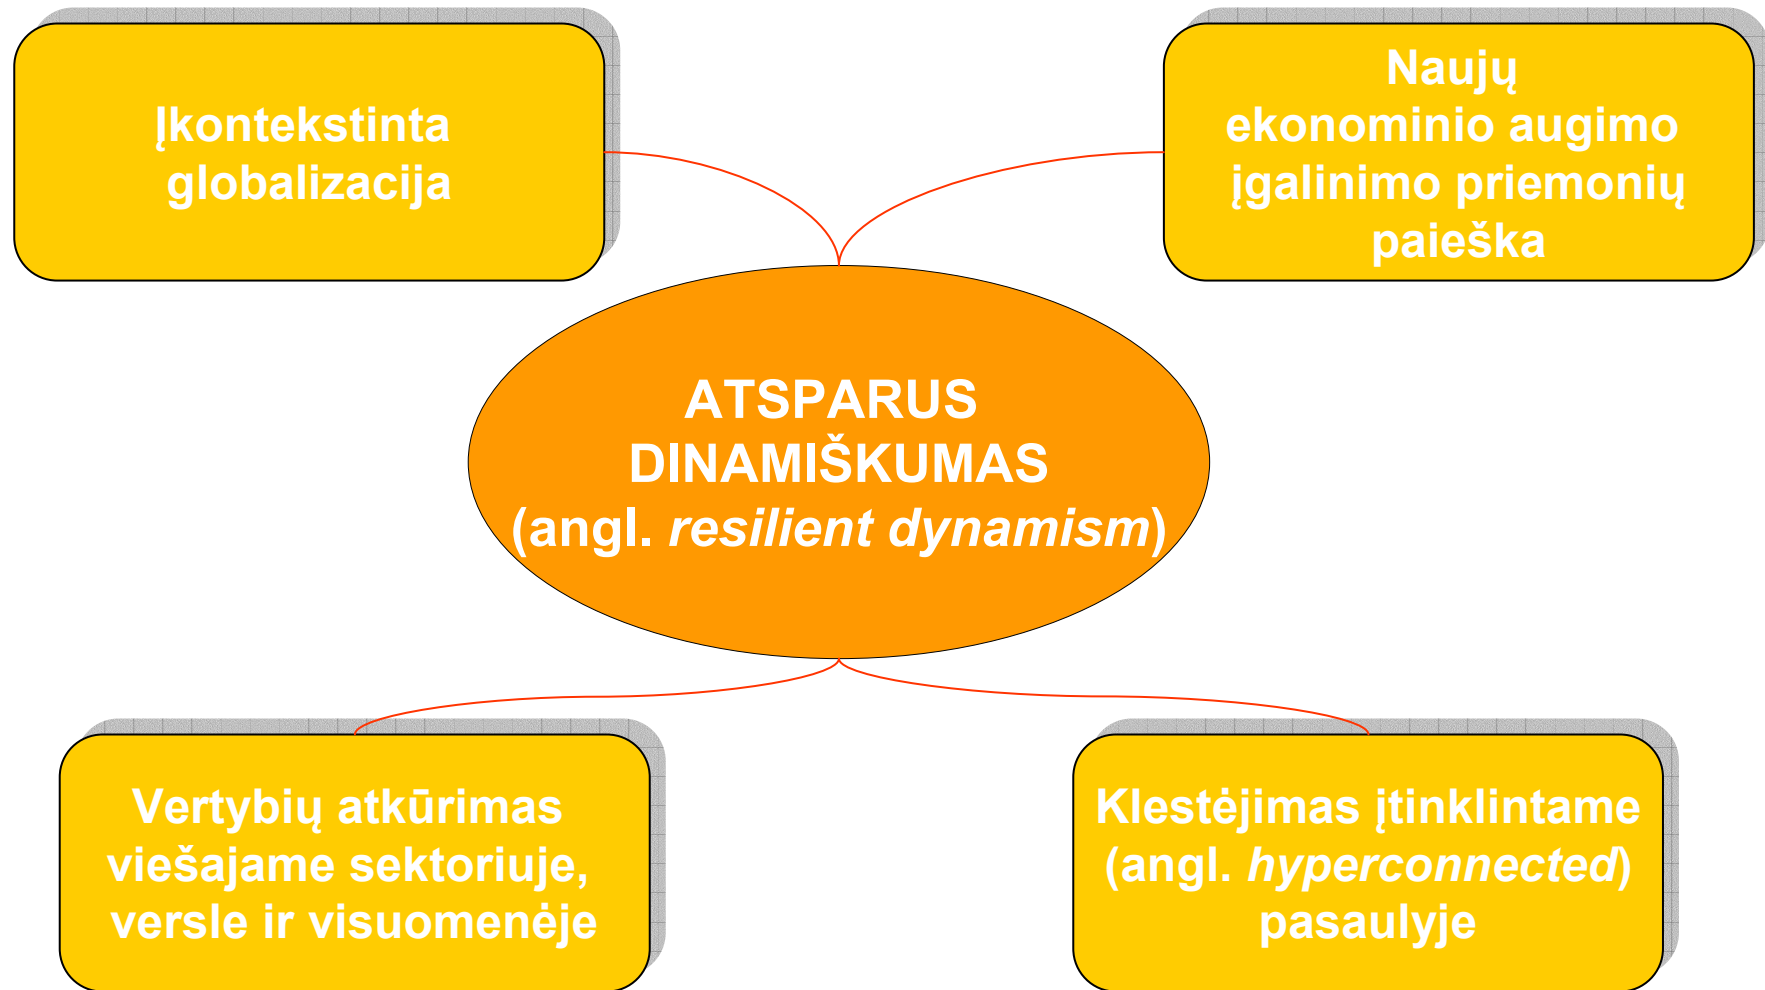 Įkontekstinta
globalizacija
Naujų
ekonominio augimo
įgalinimo priemonių
paieška
ATSPARUS
DINAMIŠKUMAS
(angl. resilient dynamism)
Vertybių atkūrimas
viešajame sektoriuje,
versle ir visuomenėje
Klestėjimas įtinklintame
(angl. hyperconnected)
pasaulyje